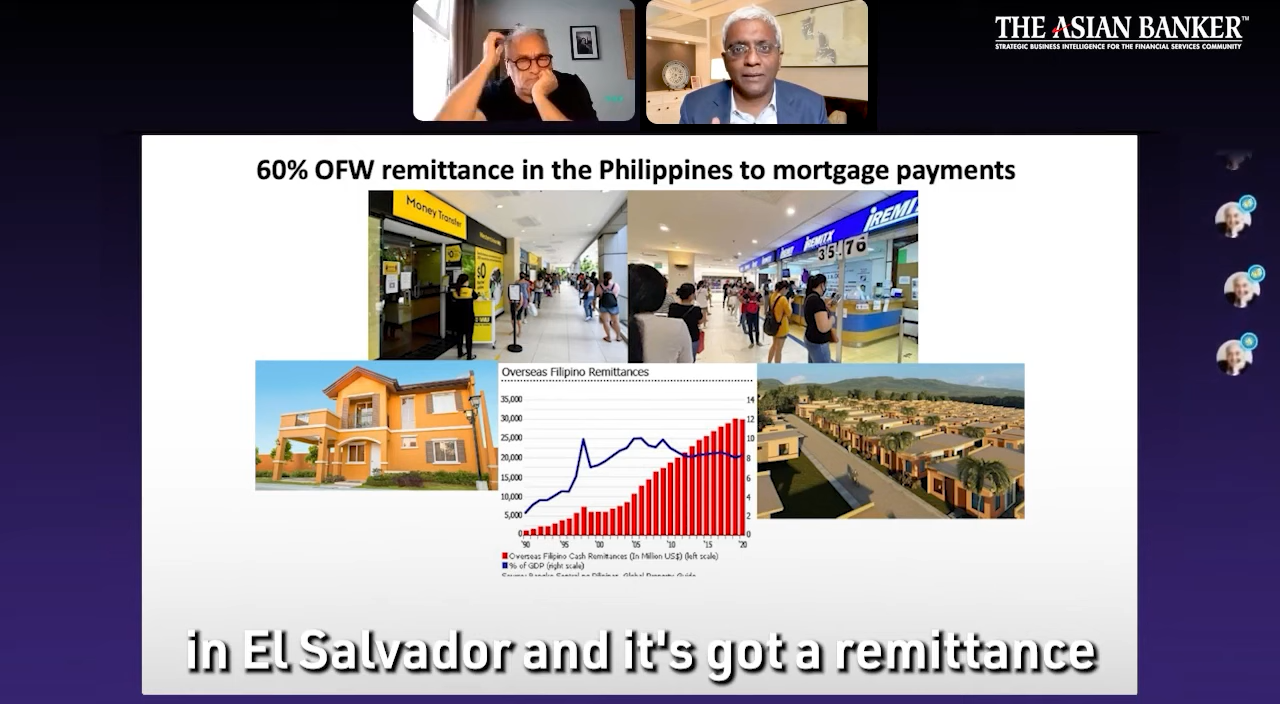 THE ASIAN BANKER™
STRATEGIC BUSINESS INTELLIGENCE FOR THE FINANCIAL SERVICES COMMUNITY
60% OFW remittance in the Philippines to mortgage payments
Money Transfer
iREMIT
iREMITX
35.76
$0
Overseas Filipino Remittances
35,000
30,000
25,000
20,000
15,000
10,000
5,000
0
14
12
10
8
6
4
2
0
'90 '95 '00 '05 '10 '15 '20
Overseas Filipino Cash Remittances (In Million US$) (left scale)
% of GDP (right scale)
in El Salvador and it's got a remittance